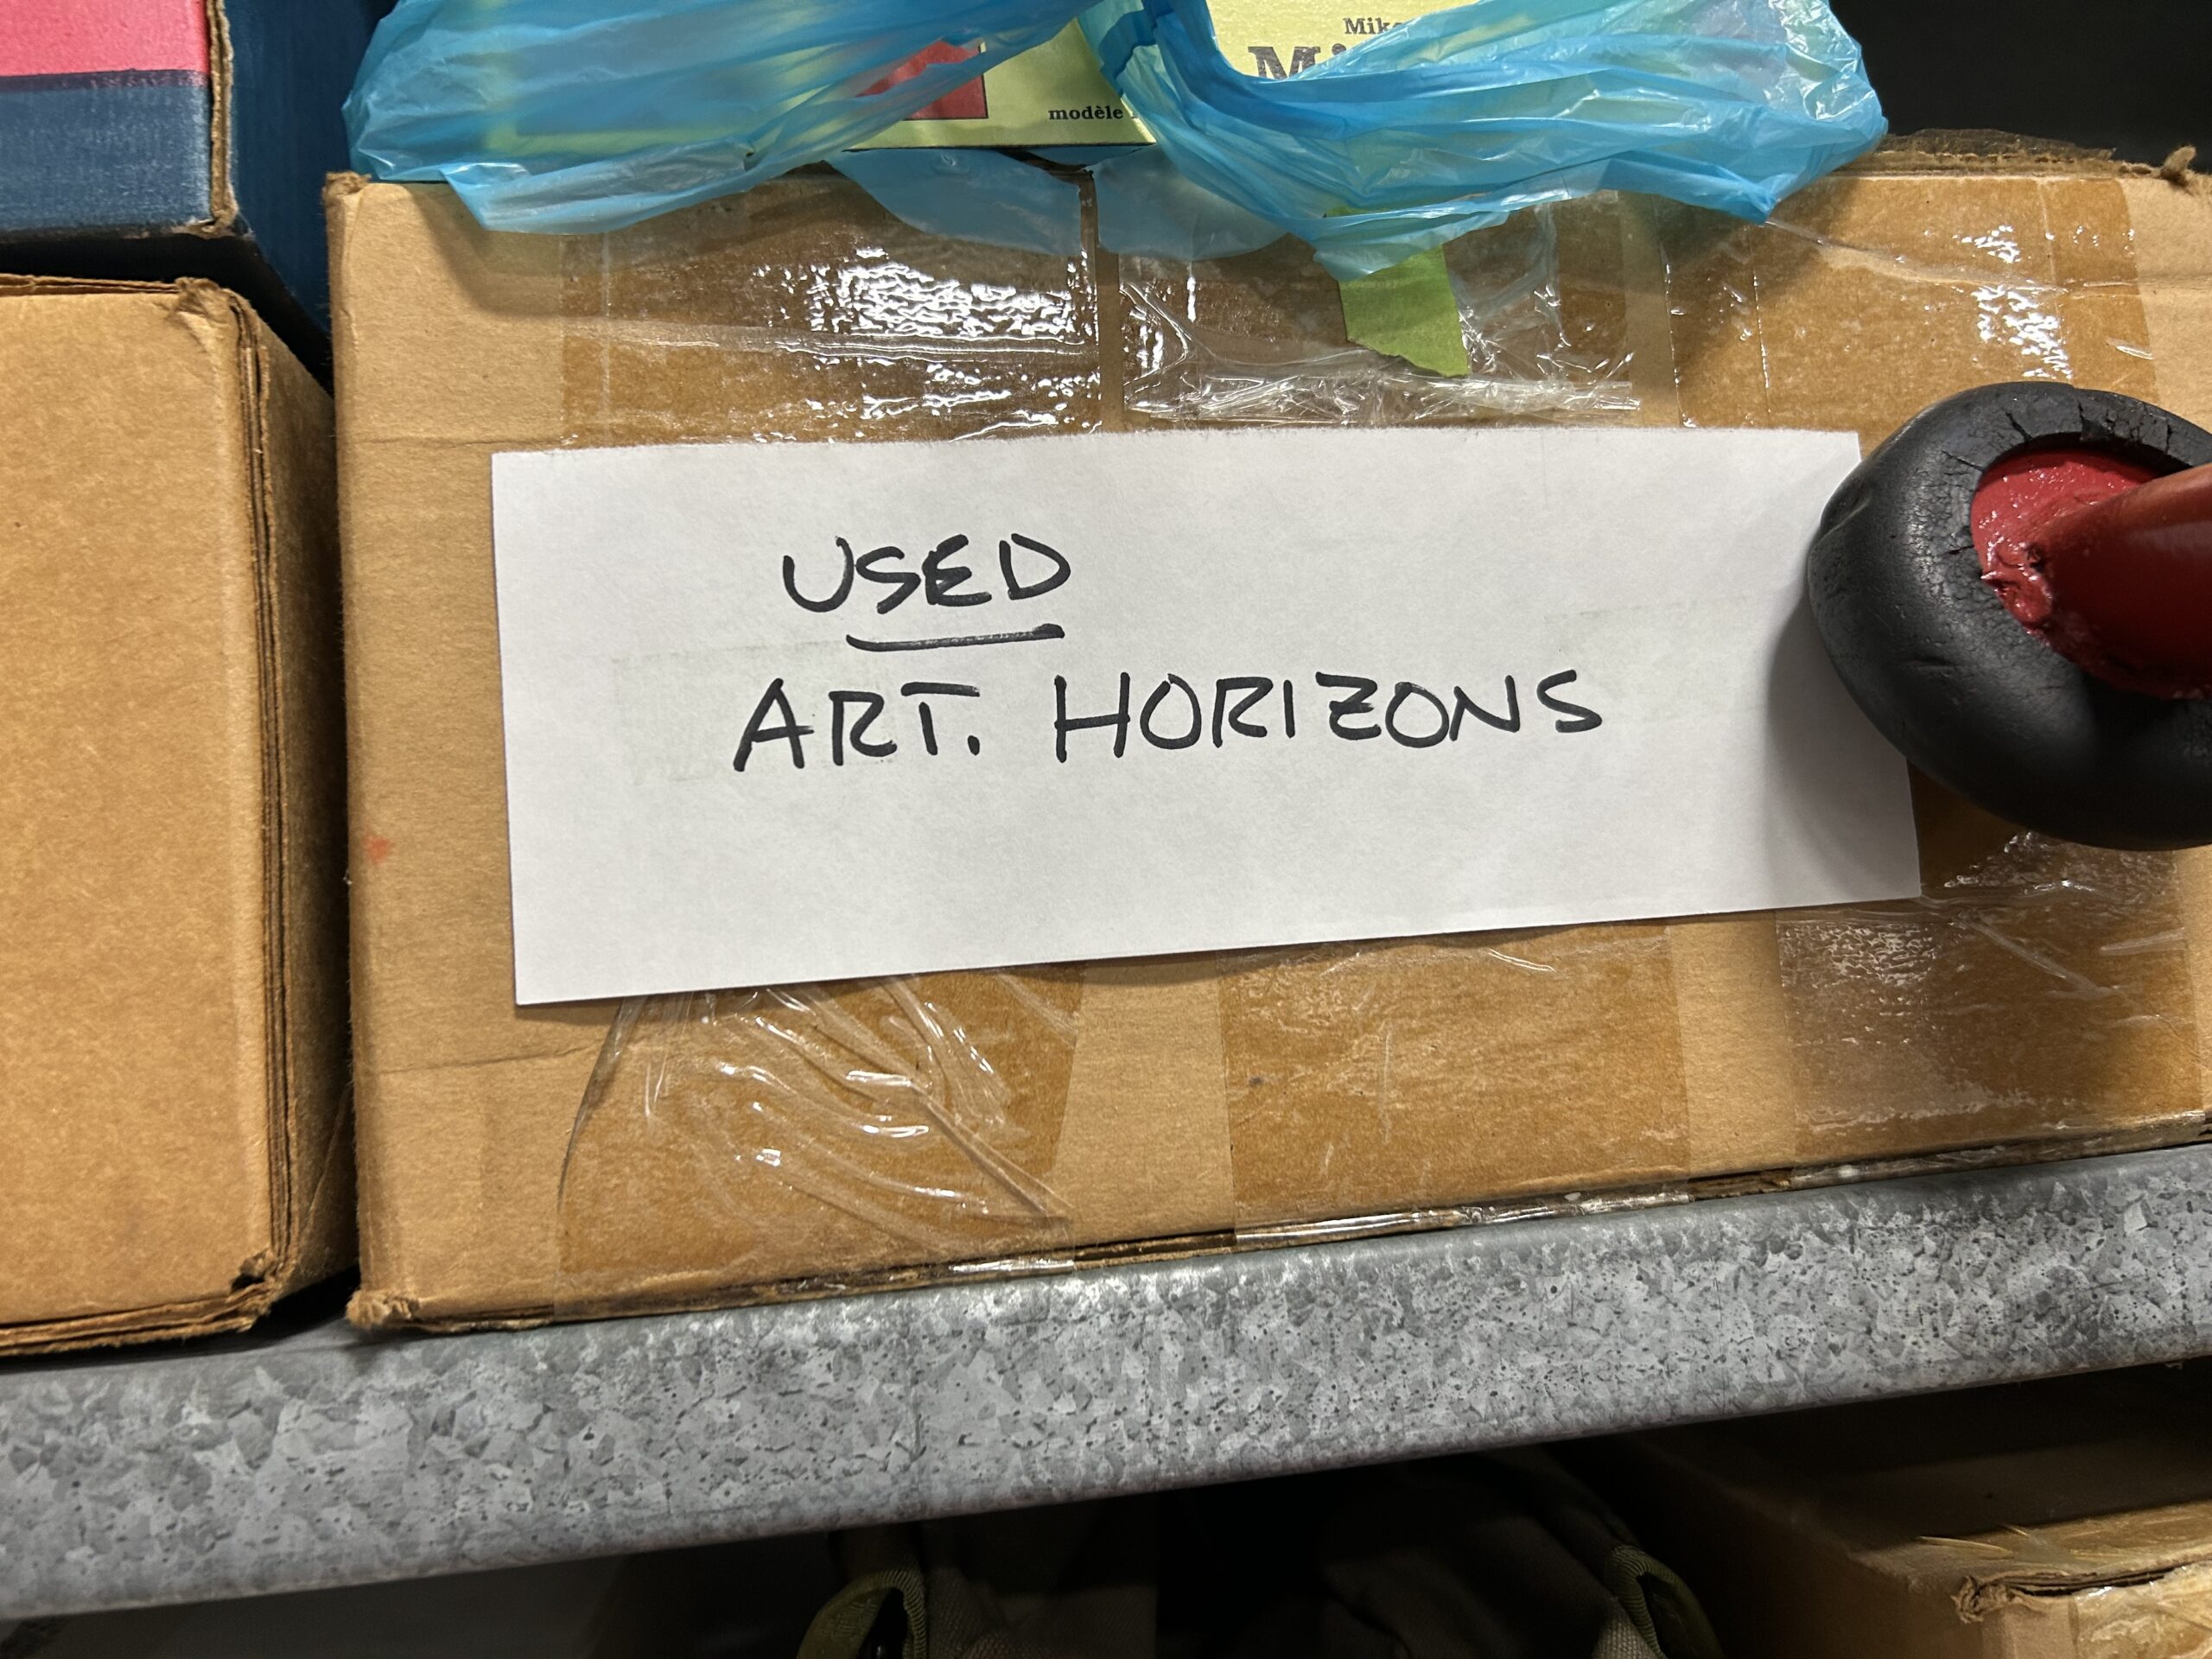 modèle
USED
ART. HORIZONS